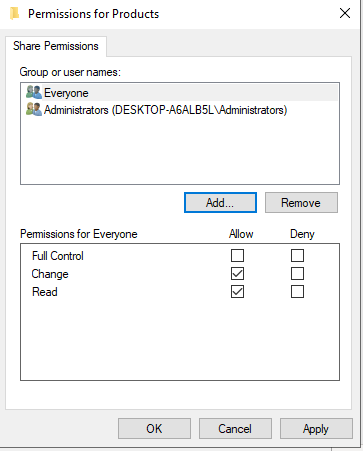 Permissions for Products
Share Permissions
Group or user names:
Everyone
Administrators (DESKTOP-A6ALB5L\Administrators)
Add... Remove
Permissions for Everyone Allow Deny
Full Control
Change
Read
OK Cancel Apply